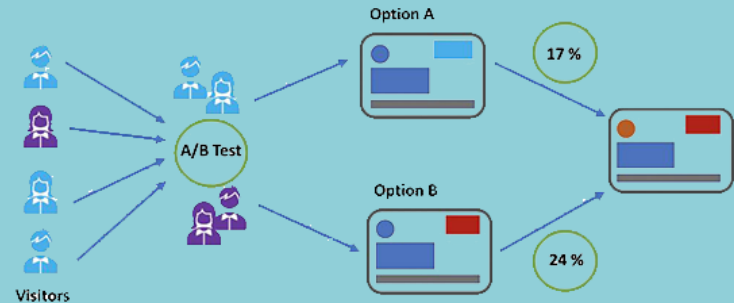 Option A
17 %
A/B Test
Option B
24 %
Visitors